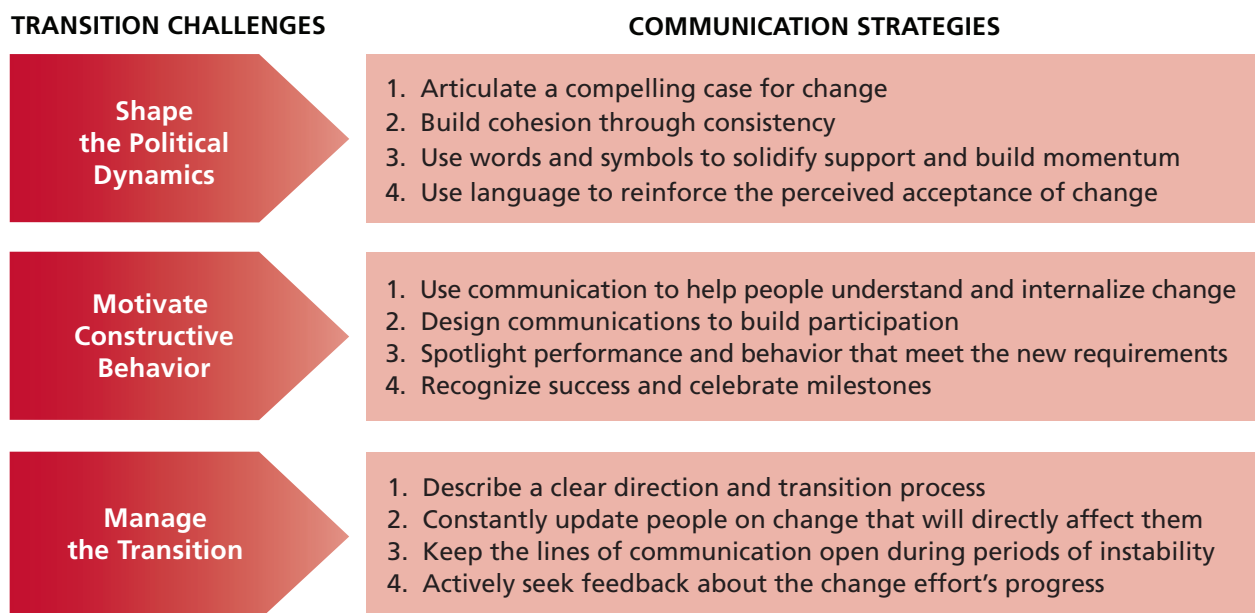 TRANSITION CHALLENGES
COMMUNICATION STRATEGIES
Shape
the Political
Dynamics
1. Articulate a compelling case for change
2. Build cohesion through consistency
3. Use words and symbols to solidify support and build momentum
4. Use language to reinforce the perceived acceptance of change
Motivate
Constructive
Behavior
1. Use communication to help people understand and internalize change
2. Design communications to build participation
3. Spotlight performance and behavior that meet the new requirements
4. Recognize success and celebrate milestones
Manage
the Transition
1. Describe a clear direction and transition process
2. Constantly update people on change that will directly affect them
3. Keep the lines of communication open during periods of instability
4. Actively seek feedback about the change effort's progress